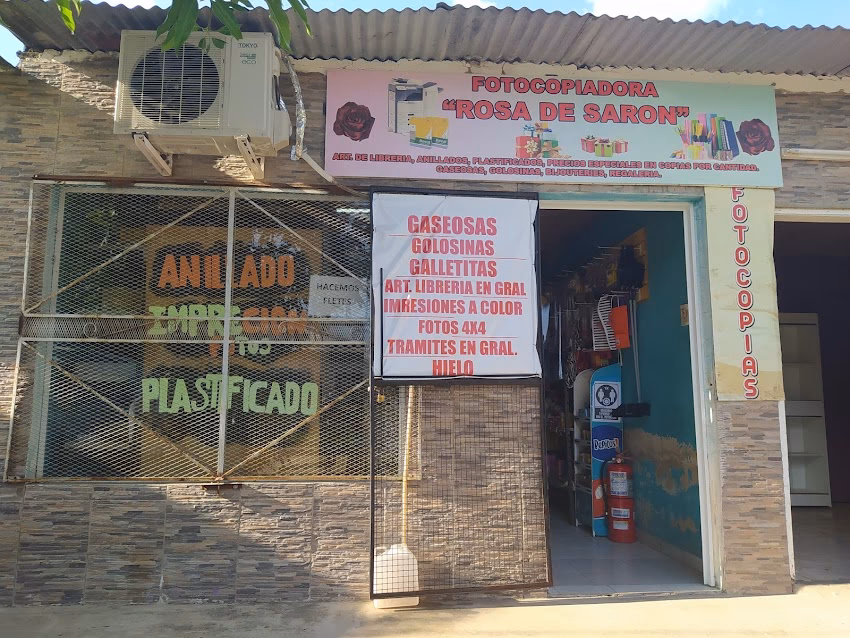 TOKYO
eco
FOTOCOPIADORA
"ROSA DE SARON"
ART. DE LIBRERIA, ANILLADOS, PLASTIFICADOS, PRECIOS ESPECIALES EN COPIAS POR CANTIDAD.
GASEOSAS, GOLOSINAS, BIJOUTERIES, REGALERIA.
FOTOCOPIAS
GASEOSAS
GOLOSINAS
GALLETITAS
ART. LIBRERIA EN GRAL
IMRESIONES A COLOR
FOTOS 4X4
TRAMITES EN GRAL.
HIELO
ANILLADO
HACEMOS
FLETES
IMPRECION
PLASTIFICADO